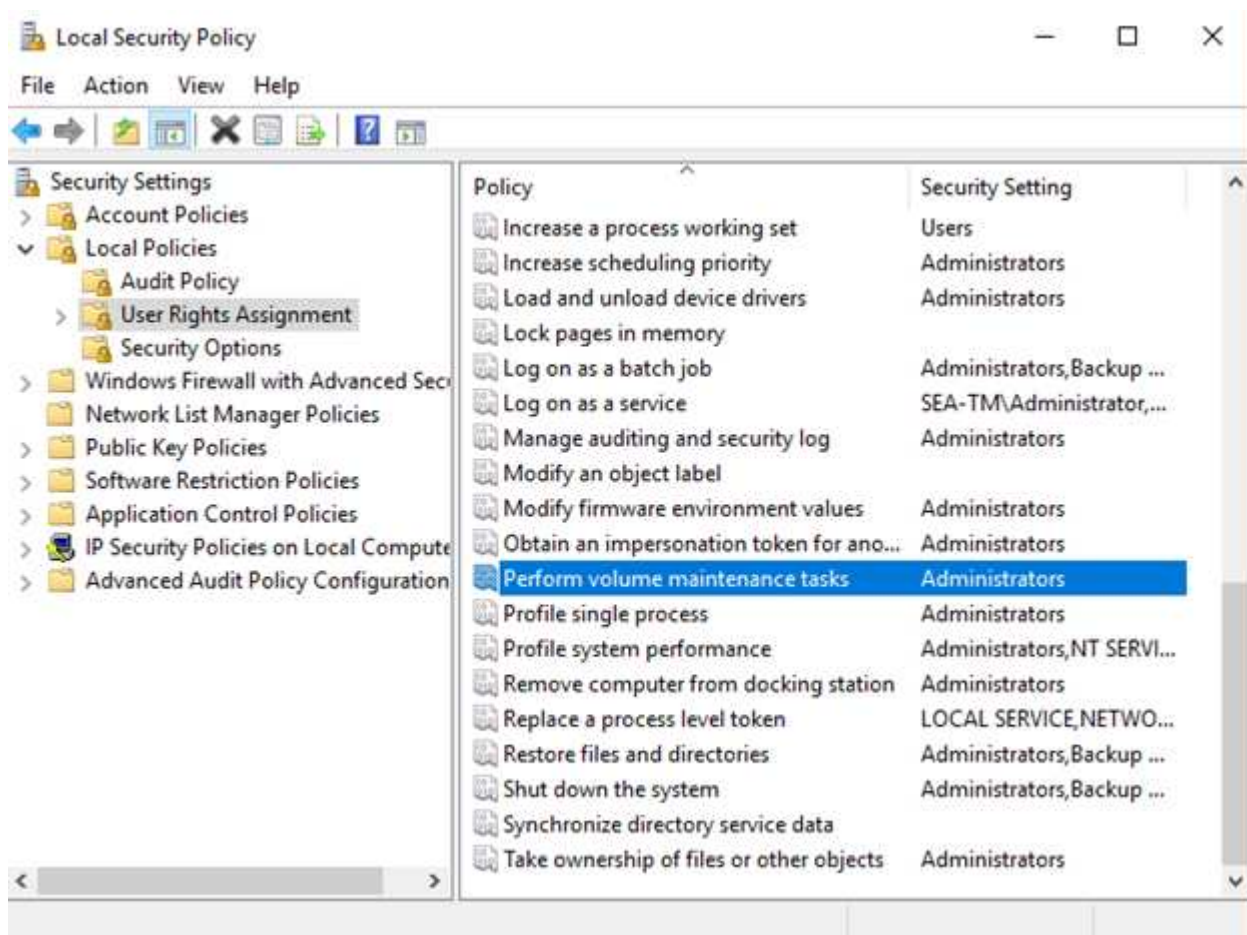 Local Security Policy
File Action View Help
Security Settings
Account Policies
Local Policies
Audit Policy
User Rights Assignment
Security Options
Windows Firewall with Advanced Secu
Network List Manager Policies
Public Key Policies
Software Restriction Policies
Application Control Policies
IP Security Policies on Local Compute
Advanced Audit Policy Configuration
Policy Security Setting
Increase a process working set Users
Increase scheduling priority Administrators
Load and unload device drivers Administrators
Lock pages in memory
Log on as a batch job Administrators,Backup ...
Log on as a service SEA-TM\Administrator,...
Manage auditing and security log Administrators
Modify an object label
Modify firmware environment values Administrators
Obtain an impersonation token for ano... Administrators
Perform volume maintenance tasks Administrators
Profile single process Administrators
Profile system performance Administrators,NT SERVI...
Remove computer from docking station Administrators
Replace a process level token LOCAL SERVICE,NETWO...
Restore files and directories Administrators,Backup ...
Shut down the system Administrators,Backup ...
Synchronize directory service data
Take ownership of files or other objects Administrators